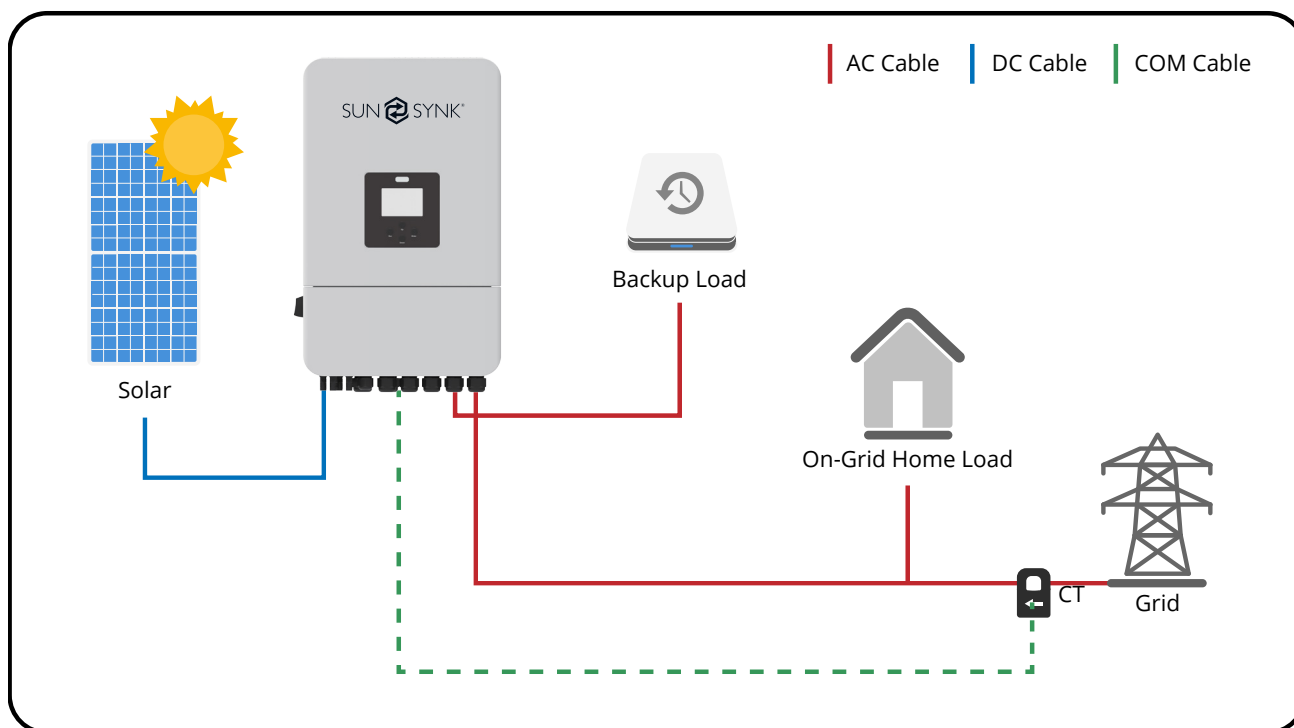 AC Cable
DC Cable
COM Cable
SUN SYNK®
Backup Load
Solar
On-Grid Home Load
CT
Grid